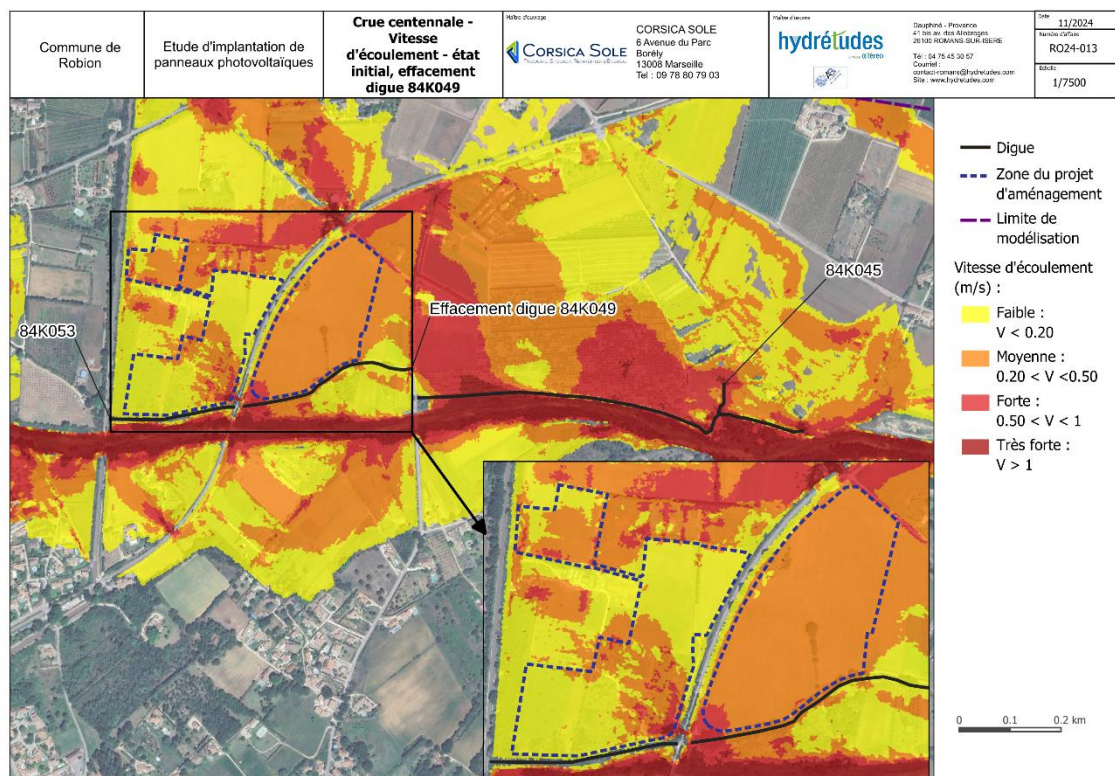 Commune de
Robion
Etude d'implantation de
panneaux photovoltaïques
Crue centennale -
Vitesse
d'écoulement - état
initial, effacement
digue 84K049
Maître d'ouvrage
CORSICA SOLE
CORSICA SOLE
6 Avenue du Parc
Borély
13008 Marseille
Tel : 09 78 80 79 03
Maître d'œuvre
hydrétudes
Dauphiné - Provence
41 bis av. des Allobroges
26100 ROMANS-SUR-ISERE
Tél : 04 75 45 30 57
Courriel :
contact-romans@hydretudes.com
Site : www.hydretudes.com
Date
11/2024
Numéro d'affaire
RO24-013
Echelle
1/7500
84K053
Effacement digue 84K049
84K045
Digue
Zone du projet
d'aménagement
Limite de
modélisation
Vitesse d'écoulement
(m/s) :
Faible :
V < 0.20
Moyenne :
0.20 < V <0.50
Forte :
0.50 < V < 1
Très forte :
V > 1
0 0.1 0.2 km